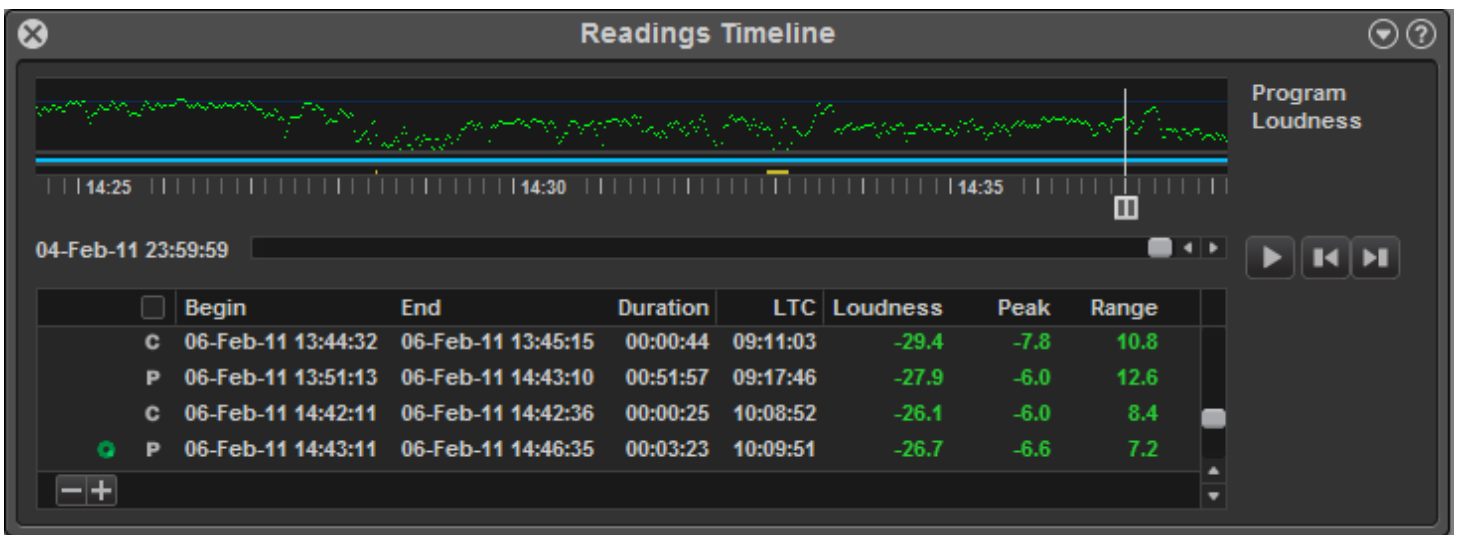 Readings Timeline
?
Program
Loudness
14:25 14:30 14:35
04-Feb-11 23:59:59
Begin End Duration LTC Loudness Peak Range
C 06-Feb-11 13:44:32 06-Feb-11 13:45:15 00:00:44 09:11:03 -29.4 -7.8 10.8
P 06-Feb-11 13:51:13 06-Feb-11 14:43:10 00:51:57 09:17:46 -27.9 -6.0 12.6
C 06-Feb-11 14:42:11 06-Feb-11 14:42:36 00:00:25 10:08:52 -26.1 -6.0 8.4
P 06-Feb-11 14:43:11 06-Feb-11 14:46:35 00:03:23 10:09:51 -26.7 -6.6 7.2